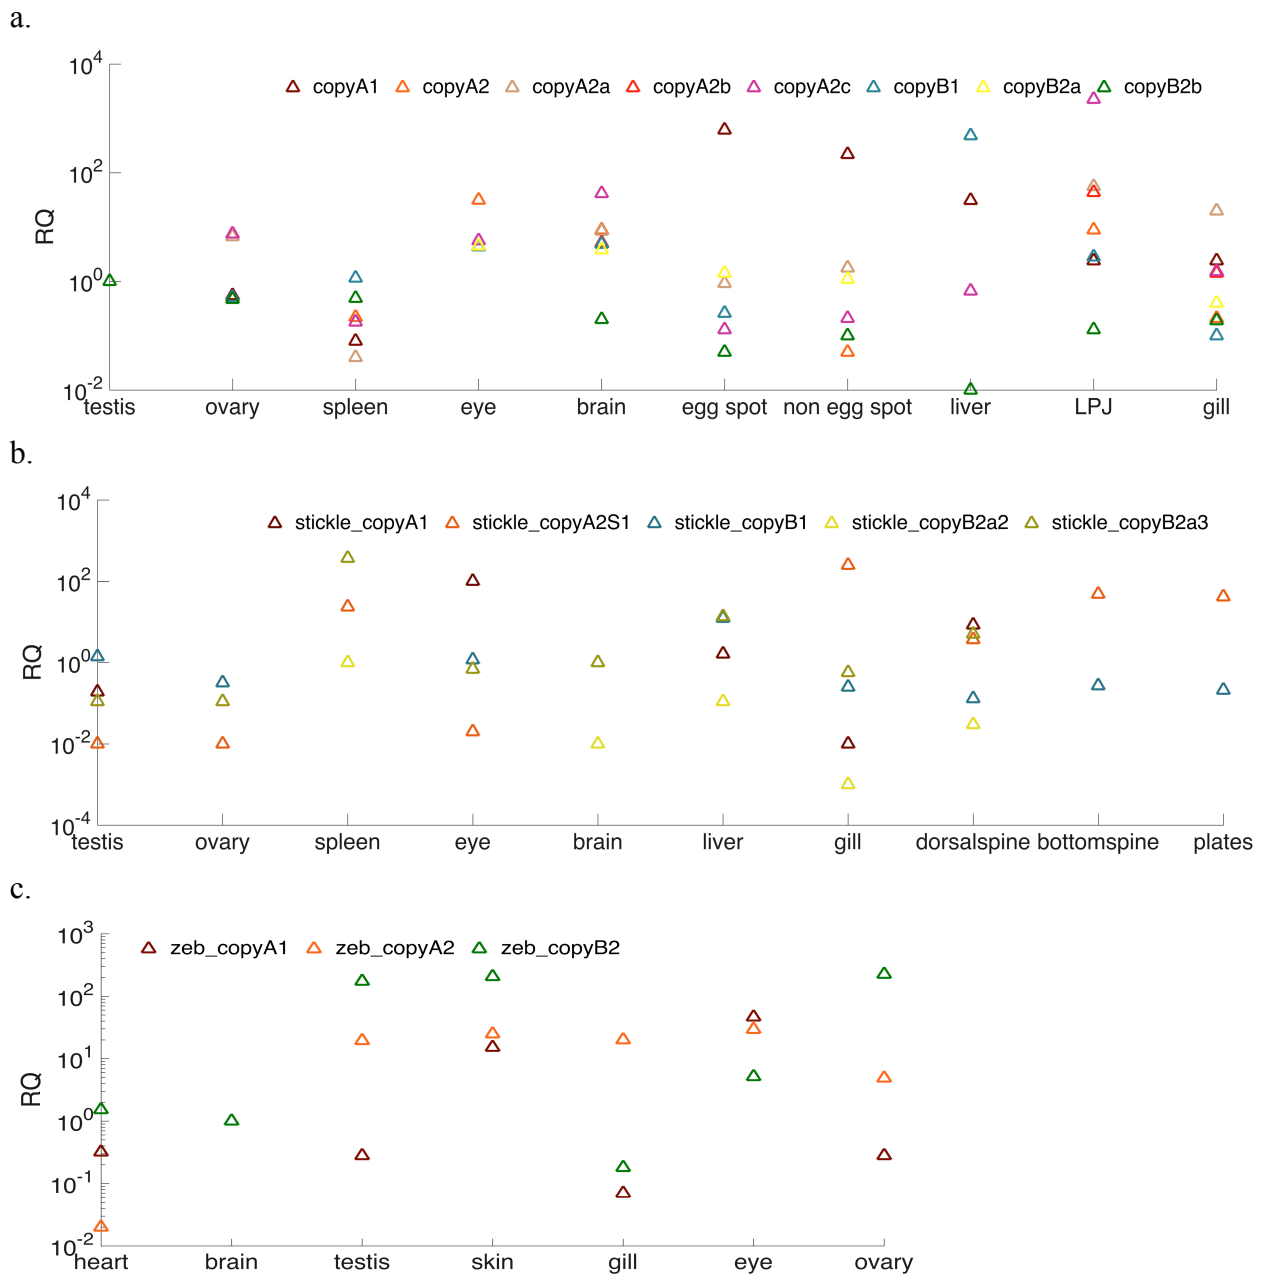 a.
10^4
copyA1 copyA2 copyA2a copyA2b copyA2c copyB1 copyB2a copyB2b
10^2
RQ
10^0
10^-2
testis ovary spleen eye brain egg spot non egg spot liver LPJ gill
b.
10^4
stickle_copyA1 stickle_copyA2S1 stickle_copyB1 stickle_copyB2a2 stickle_copyB2a3
10^2
RQ
10^0
10^-2
10^-4
testis ovary spleen eye brain liver gill dorsalspine bottomspine plates
c.
10^3
zeb_copyA1 zeb_copyA2 zeb_copyB2
10^2
10^1
RQ
10^0
10^-1
10^-2
heart brain testis skin gill eye ovary